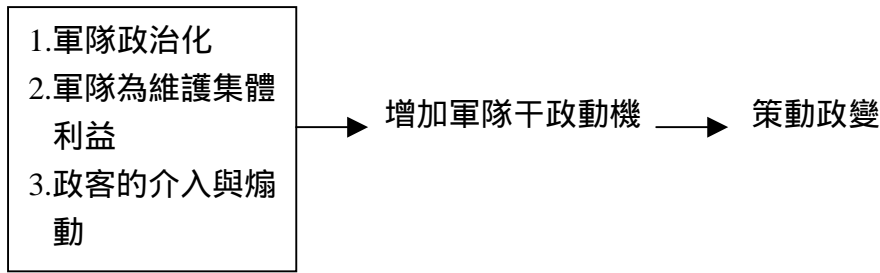 1.軍隊政治化
2.軍隊為維護集體
利益
3.政客的介入與煽
動
增加軍隊干政動機
策動政變